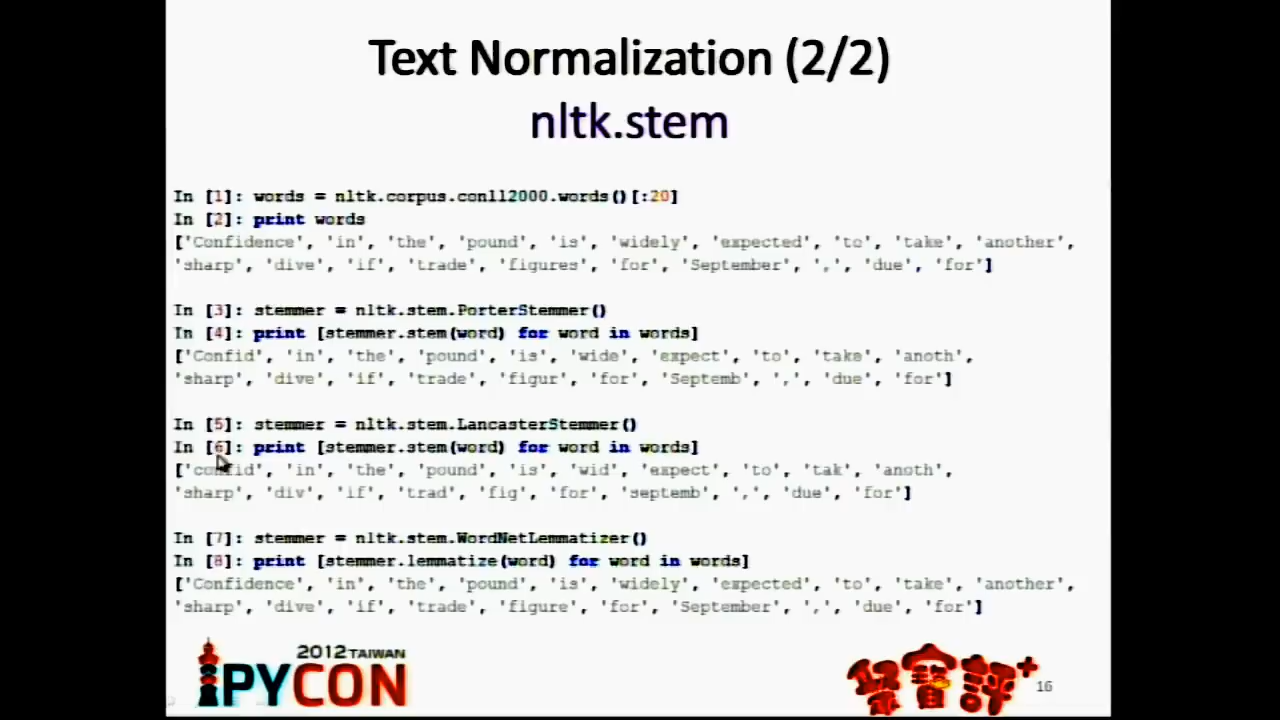 Text Normalization (2/2)
nltk.stem
In [1]: words = nltk.corpus.conll2000.words()[:20]
In [2]: print words
['Confidence', 'in', 'the', 'pound', 'is', 'widely', 'expected', 'to', 'take', 'another',
'sharp', 'dive', 'if', 'trade', 'figures', 'for', 'September', ',', 'due', 'for']
In [3]: stemmer = nltk.stem.PorterStemmer()
In [4]: print [stemmer.stem(word) for word in words]
['Confid', 'in', 'the', 'pound', 'is', 'wide', 'expect', 'to', 'take', 'anoth',
'sharp', 'dive', 'if', 'trade', 'figur', 'for', 'Septemb', ',', 'due', 'for']
In [5]: stemmer = nltk.stem.LancasterStemmer()
In [6]: print [stemmer.stem(word) for word in words]
['confid', 'in', 'the', 'pound', 'is', 'wid', 'expect', 'to', 'tak', 'anoth',
'sharp', 'div', 'if', 'trad', 'fig', 'for', 'septemb', ',', 'due', 'for']
In [7]: stemmer = nltk.stem.WordNetLemmatizer()
In [8]: print [stemmer.lemmatize(word) for word in words]
['Confidence', 'in', 'the', 'pound', 'is', 'widely', 'expected', 'to', 'take', 'another',
'sharp', 'dive', 'if', 'trade', 'figure', 'for', 'September', ',', 'due', 'for']
2012 TAIWAN
PYCON
聚寶評+
16